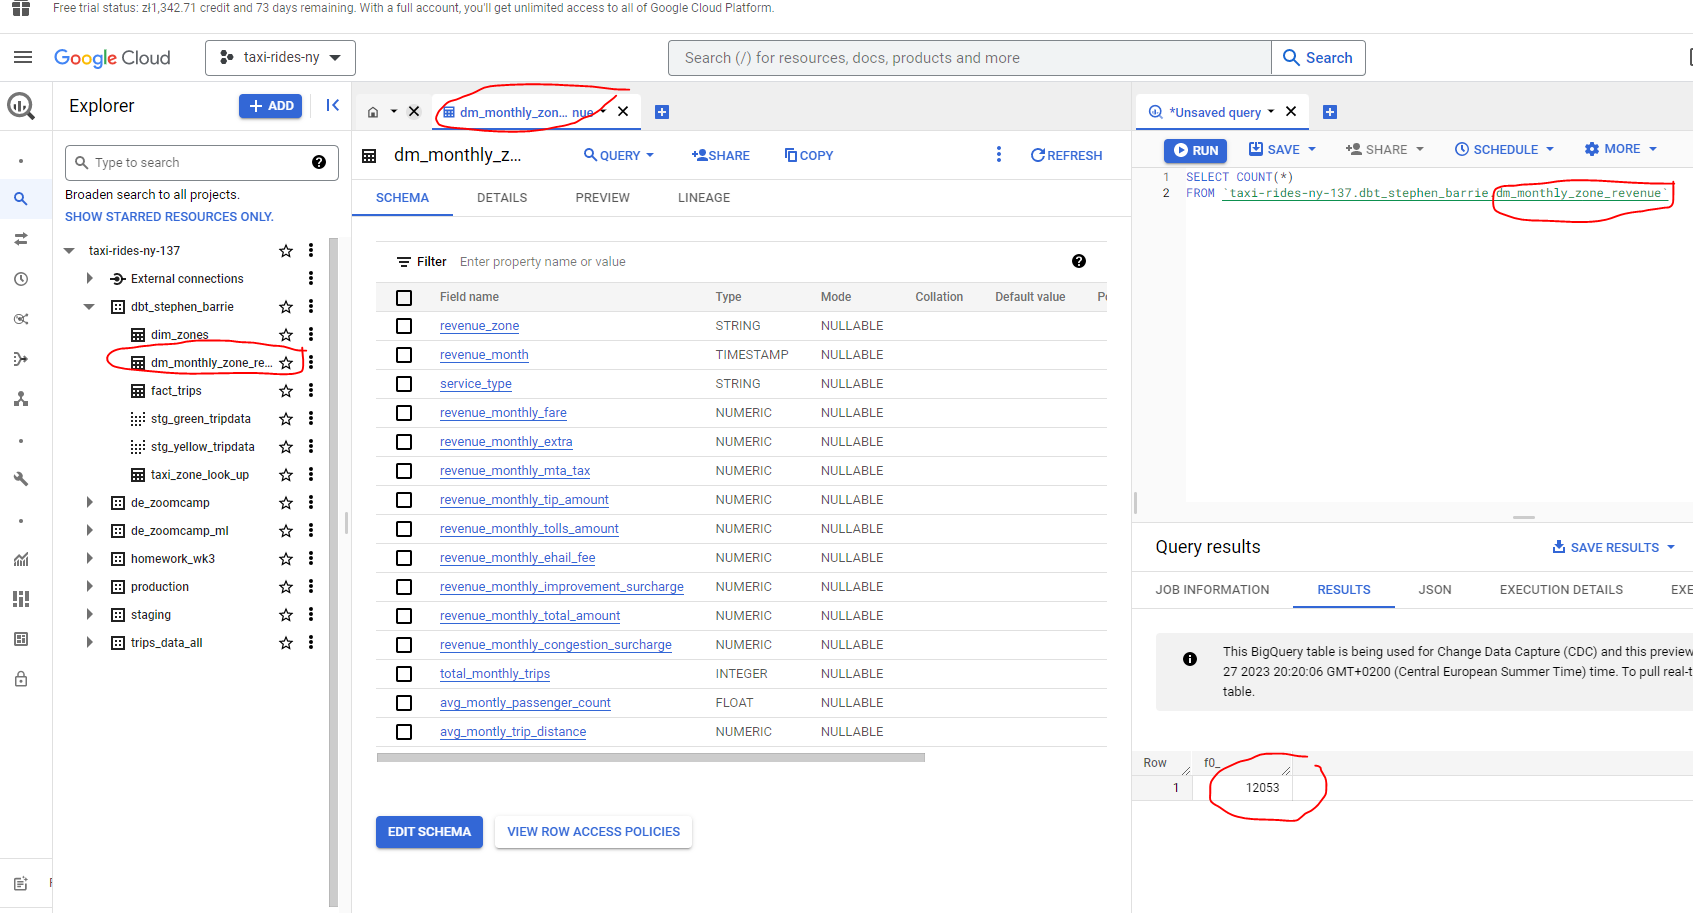 Free trial status: zł1,342.71 credit and 73 days remaining. With a full account, you'll get unlimited access to all of Google Cloud Platform.
Google Cloud
taxi-rides-ny
Search (/) for resources, docs, products and more
Search
Explorer
+ ADD
Type to search
Broaden search to all projects.
SHOW STARRED RESOURCES ONLY.
taxi-rides-ny-137
External connections
dbt_stephen_barrie
dim_zones
dm_monthly_zone_re...
fact_trips
stg_green_tripdata
stg_yellow_tripdata
taxi_zone_look_up
de_zoomcamp
de_zoomcamp_ml
homework_wk3
production
staging
trips_data_all
dm_monthly_zon... nue
dm_monthly_z...
QUERY
SHARE
COPY
REFRESH
SCHEMA DETAILS PREVIEW LINEAGE
Filter Enter property name or value
Field name Type Mode Collation Default value
revenue_zone STRING NULLABLE
revenue_month TIMESTAMP NULLABLE
service_type STRING NULLABLE
revenue_monthly_fare NUMERIC NULLABLE
revenue_monthly_extra NUMERIC NULLABLE
revenue_monthly_mta_tax NUMERIC NULLABLE
revenue_monthly_tip_amount NUMERIC NULLABLE
revenue_monthly_tolls_amount NUMERIC NULLABLE
revenue_monthly_ehail_fee NUMERIC NULLABLE
revenue_monthly_improvement_surcharge NUMERIC NULLABLE
revenue_monthly_total_amount NUMERIC NULLABLE
revenue_monthly_congestion_surcharge NUMERIC NULLABLE
total_monthly_trips INTEGER NULLABLE
avg_montly_passenger_count FLOAT NULLABLE
avg_montly_trip_distance NUMERIC NULLABLE
EDIT SCHEMA VIEW ROW ACCESS POLICIES
*Unsaved query
RUN SAVE SHARE SCHEDULE MORE
1 SELECT COUNT(*)
2 FROM `taxi-rides-ny-137.dbt_stephen_barrie.dm_monthly_zone_revenue`
Query results
SAVE RESULTS
JOB INFORMATION RESULTS JSON EXECUTION DETAILS EXE
This BigQuery table is being used for Change Data Capture (CDC) and this preview
27 2023 20:20:06 GMT+0200 (Central European Summer Time) time. To pull real-t
table.
Row f0_
1 12053